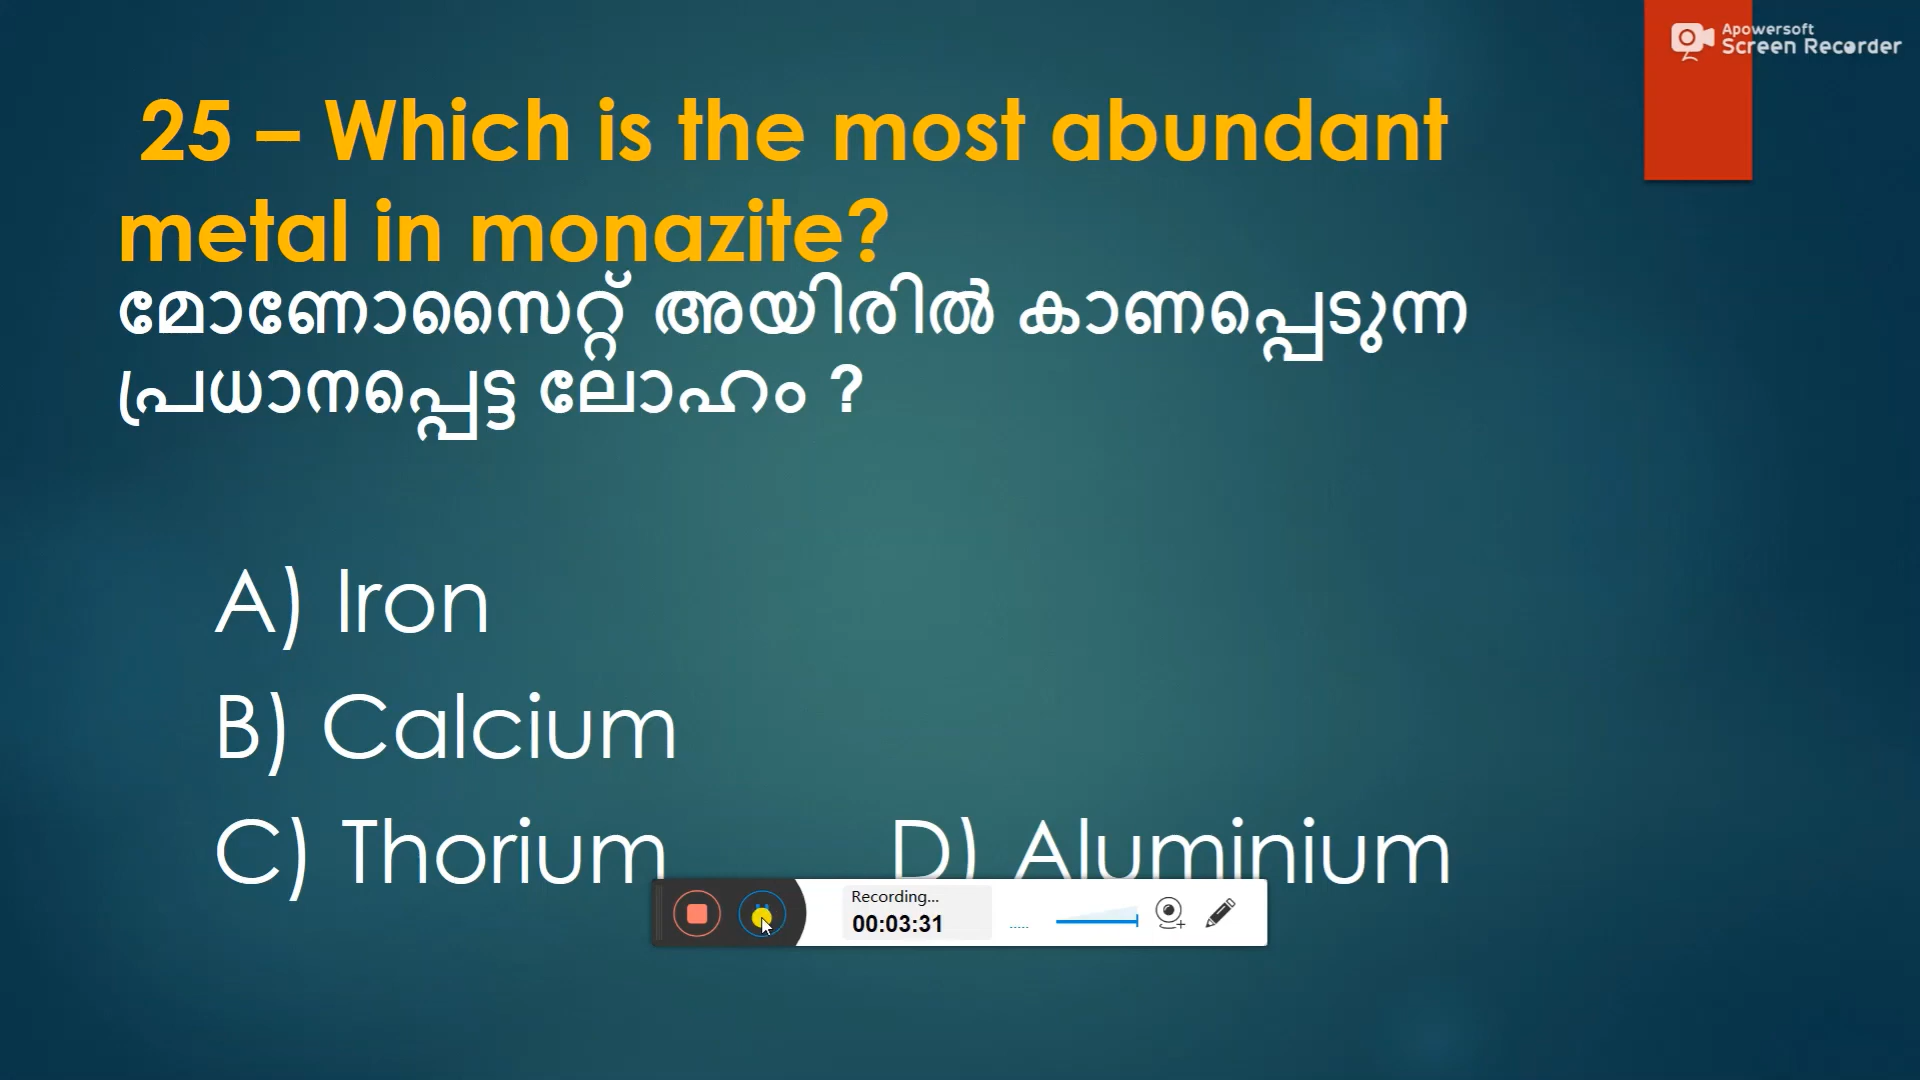 Apowersoft
Screen Recorder
25 – Which is the most abundant
metal in monazite?
മോണോസൈറ്റ് അയിരിൽ കാണപ്പെടുന്ന
പ്രധാനപ്പെട്ട ലോഹം ?
A) Iron
B) Calcium
C) Thorium D) Aluminium
Recording...
00:03:31